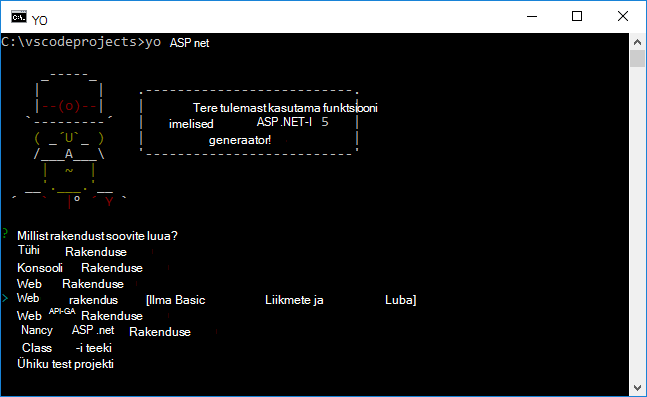 YO
C:\vscodeprojects>yo ASP net
Tere tulemast kasutama funktsiooni
imelised ASP .NET-I 5
generaator!
? Millist rakendust soovite luua?
Tühi Rakenduse
Konsooli Rakenduse
Web Rakenduse
> Web rakendus [Ilma Basic Liikmete ja Luba]
Web API-GA Rakenduse
Nancy ASP .net Rakenduse
Class -i teeki
Ühiku test projekti